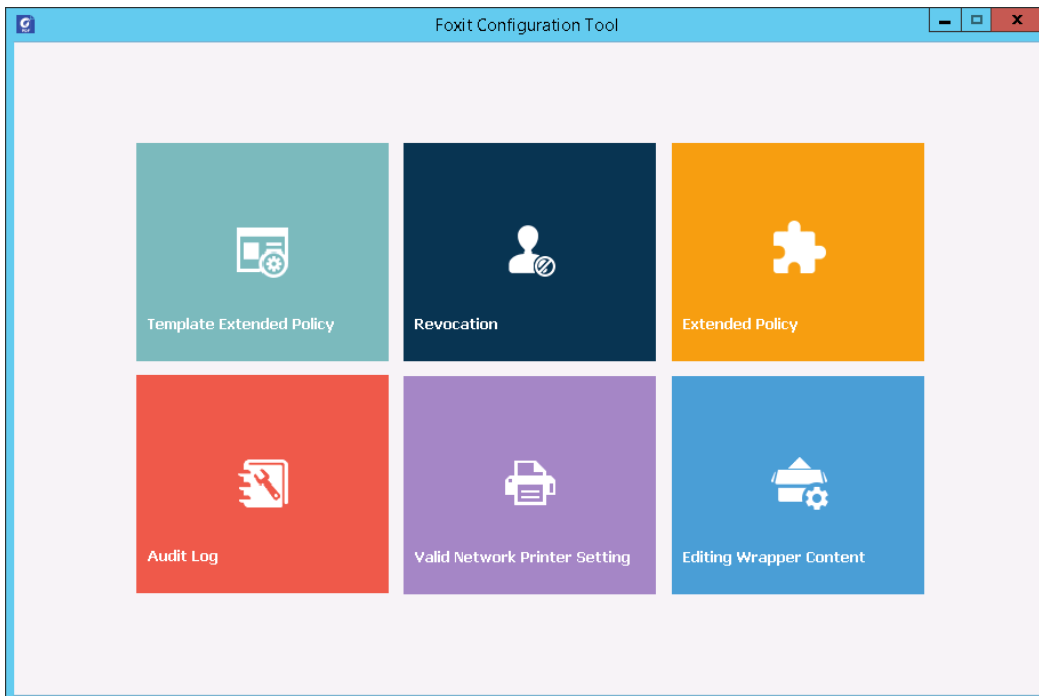 Foxit Configuration Tool
Template Extended Policy
Revocation
Extended Policy
Audit Log
Valid Network Printer Setting
Editing Wrapper Content